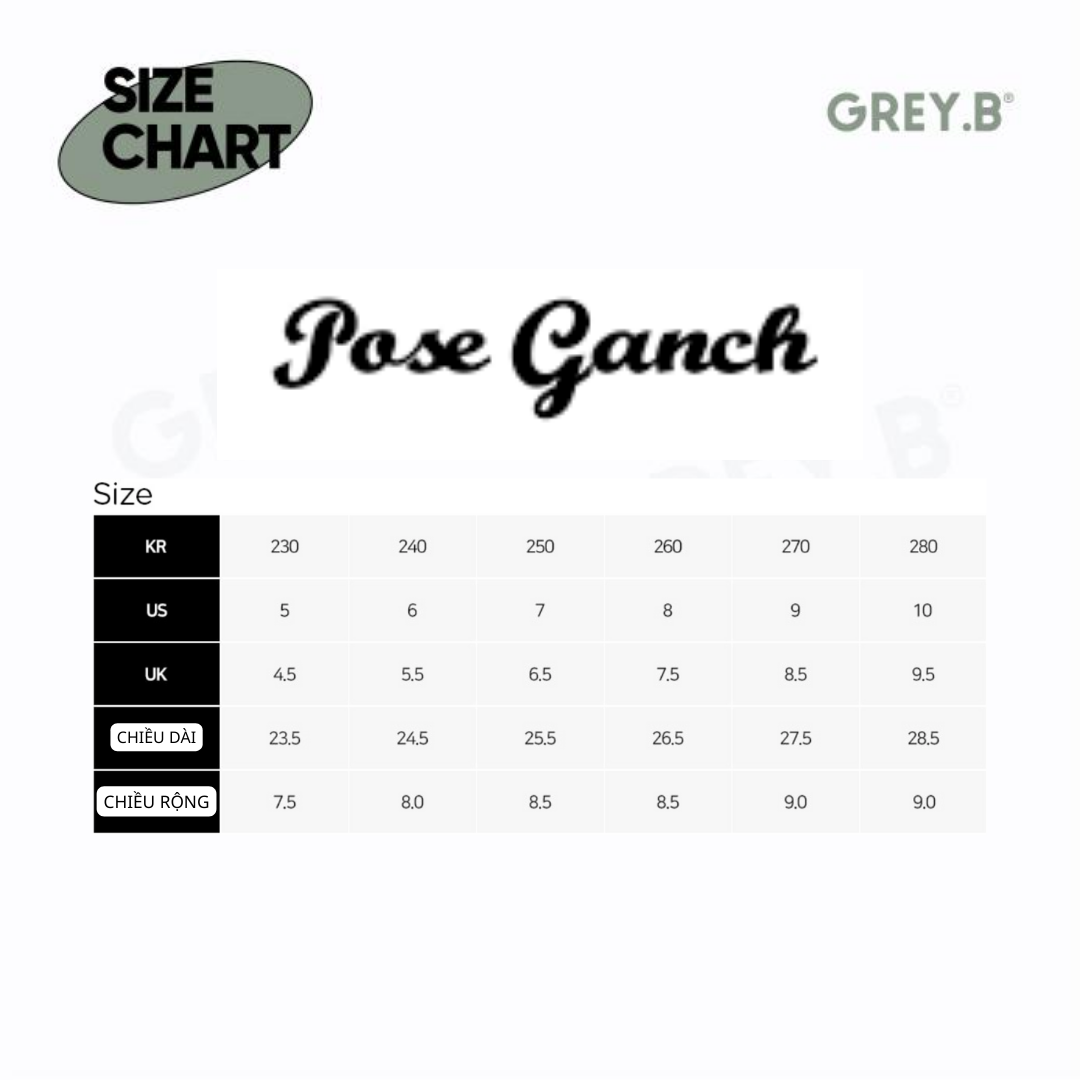 SIZE
CHART
GREY.B®
Pose Ganch
Size
KR 230 240 250 260 270 280
US 5 6 7 8 9 10
UK 4.5 5.5 6.5 7.5 8.5 9.5
CHIỀU DÀI 23.5 24.5 25.5 26.5 27.5 28.5
CHIỀU RỘNG 7.5 8.0 8.5 8.5 9.0 9.0